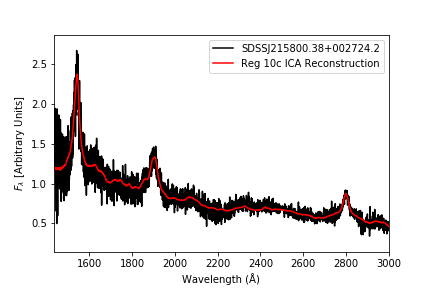 SDSSJ215800.38+002724.2
Reg 10c ICA Reconstruction
2.5
2.0
1.5
1.0
0.5
Fλ [Arbitrary Units]
1600 1800 2000 2200 2400 2600 2800 3000
Wavelength (Å)